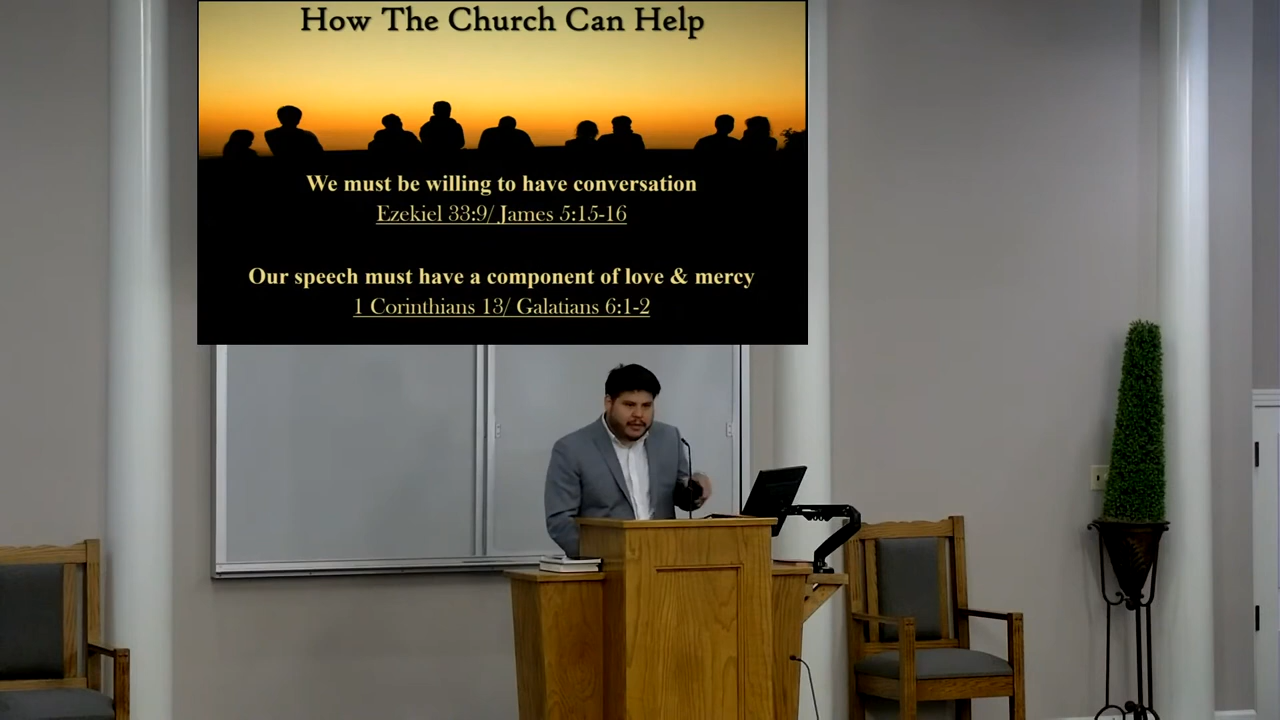 How The Church Can Help
We must be willing to have conversation
Ezekiel 33:9/ James 5:15-16
Our speech must have a component of love & mercy
1 Corinthians 13/ Galatians 6:1-2